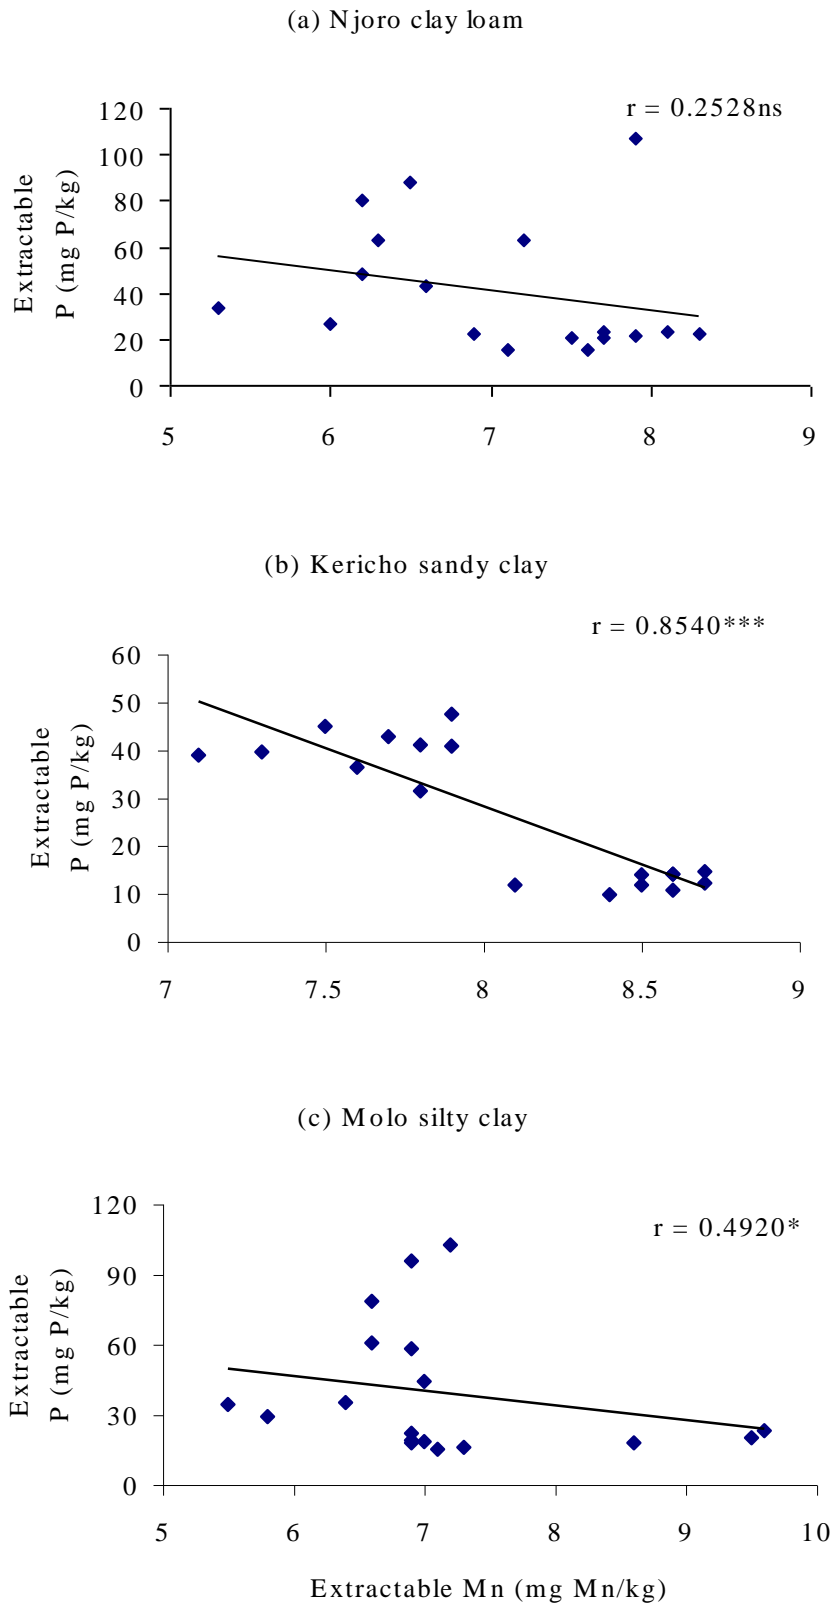 (a) Njoro clay loam
r = 0.2528ns
Extractable
P (mg P/kg)
120
100
80
60
40
20
0
5 6 7 8 9
(b) Kericho sandy clay
r = 0.8540***
Extractable
P (mg P/kg)
60
50
40
30
20
10
0
7 7.5 8 8.5 9
(c) Molo silty clay
r = 0.4920*
Extractable
P (mg P/kg)
120
90
60
30
0
5 6 7 8 9 10
Extractable Mn (mg Mn/kg)